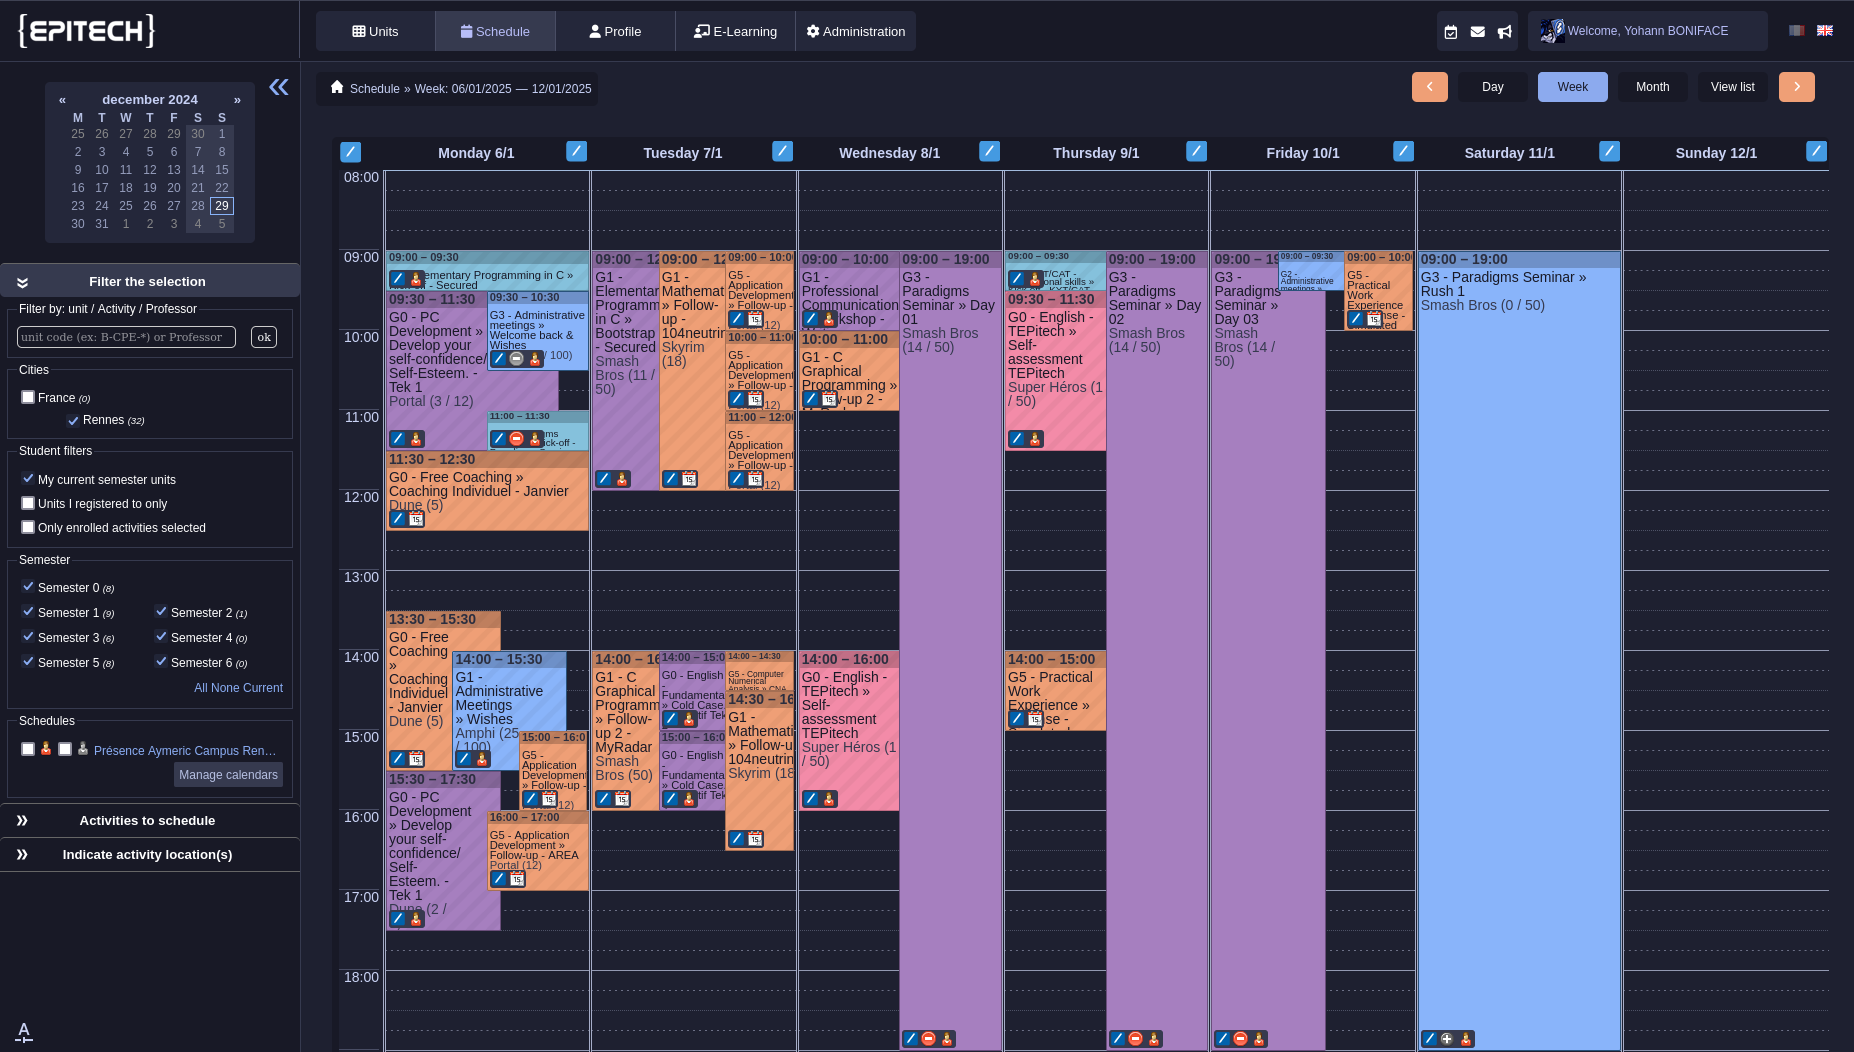 {EPITECH}
Units
Schedule
Profile
E-Learning
Administration
Welcome, Yohann BONIFACE
« december 2024 »
M T W T F S S
25 26 27 28 29 30 1
2 3 4 5 6 7 8
9 10 11 12 13 14 15
16 17 18 19 20 21 22
23 24 25 26 27 28 29
30 31 1 2 3 4 5
Filter the selection
Filter by: unit / Activity / Professor
unit code (ex: B-CPE-*) or Professor ok
Cities
France (0)
Rennes (32)
Student filters
My current semester units
Units I registered to only
Only enrolled activities selected
Semester
Semester 0 (8)
Semester 1 (9) Semester 2 (1)
Semester 3 (6) Semester 4 (0)
Semester 5 (8) Semester 6 (0)
All None Current
Schedules
Présence Aymeric Campus Ren…
Manage calendars
Activities to schedule
Indicate activity location(s)
Schedule » Week: 06/01/2025 — 12/01/2025
Day
Week
Month
View list
Monday 6/1
Tuesday 7/1
Wednesday 8/1
Thursday 9/1
Friday 10/1
Saturday 11/1
Sunday 12/1
08:00
09:00
10:00
11:00
12:00
13:00
14:00
15:00
16:00
17:00
18:00
09:00 – 09:30
ementary Programming in C »
- Secured
09:30 – 11:30
G0 - PC
Development »
Develop your
self-confidence/
Self-Esteem. -
Tek 1
Portal (3 / 12)
09:30 – 10:30
G3 - Administrative
meetings »
Welcome back &
Wishes
/ 100)
11:00 – 11:30
ms
ick-off -
11:30 – 12:30
G0 - Free Coaching »
Coaching Individuel - Janvier
Dune (5)
13:30 – 15:30
G0 - Free
Coaching
»
Coaching
Individuel
- Janvier
Dune (5)
14:00 – 15:30
G1 -
Administrative
Meetings
» Wishes
Amphi (25
/ 100)
15:00 – 16:0
G5 -
Application
Development
» Follow-up -
(12)
15:30 – 17:30
G0 - PC
Development
» Develop
your self-
confidence/
Self-
Esteem. -
Tek 1
Dune (2 /
16:00 – 17:00
G5 - Application
Development »
Follow-up - AREA
Portal (12)
09:00 – 12
G1 -
Elementar
Programm
in C »
Bootstrap
- Secured
Smash
Bros (11 /
50)
09:00 – 12
G1 -
Mathemat
» Follow-
up -
104neutrin
Skyrim
(18)
09:00 – 10:00
G5 -
Application
Development
» Follow-up -
12)
10:00 – 11:00
G5 -
Application
Development
» Follow-up -
(12)
11:00 – 12:00
G5 -
Application
Development
» Follow-up -
(12)
14:00 – 16
G1 - C
Graphical
Programm
» Follow-
up 2 -
MyRadar
Smash
Bros (50)
14:00 – 15:0
G0 - English
-
Fundamenta
» Cold Case.
tif Tek
15:00 – 16:0
G0 - English
-
Fundamenta
» Cold Case.
tif Tek
14:00 – 14:30
G5 - Computer
Numerical
Analysis » CNA
14:30 – 16
G1 -
Mathemati
» Follow-u
104neutrin
Skyrim (18
09:00 – 10:00
G1 -
Professional
Communication
kshop -
10:00 – 11:00
G1 - C
Graphical
Programming »
w-up 2 -
14:00 – 16:00
G0 - English -
TEPitech »
Self-
assessment
TEPitech
Super Héros (1
/ 50)
09:00 – 19:00
G3 -
Paradigms
Seminar » Day
01
Smash Bros
(14 / 50)
09:00 – 09:30
T/CAT -
onal skills »
09:30 – 11:30
G0 - English -
TEPitech »
Self-
assessment
TEPitech
Super Héros (1
/ 50)
14:00 – 15:00
G5 - Practical
Work
Experience »
se -
09:00 – 19:00
G3 -
Paradigms
Seminar » Day
02
Smash Bros
(14 / 50)
09:00 – 19
G3 -
Paradigms
Seminar »
Day 03
Smash
Bros (14 /
50)
09:00 – 09:30
G2 -
Administrative
meetings »
09:00 – 10:00
G5 -
Practical
Work
Experience
nse -
09:00 – 19:00
G3 - Paradigms Seminar »
Rush 1
Smash Bros (0 / 50)